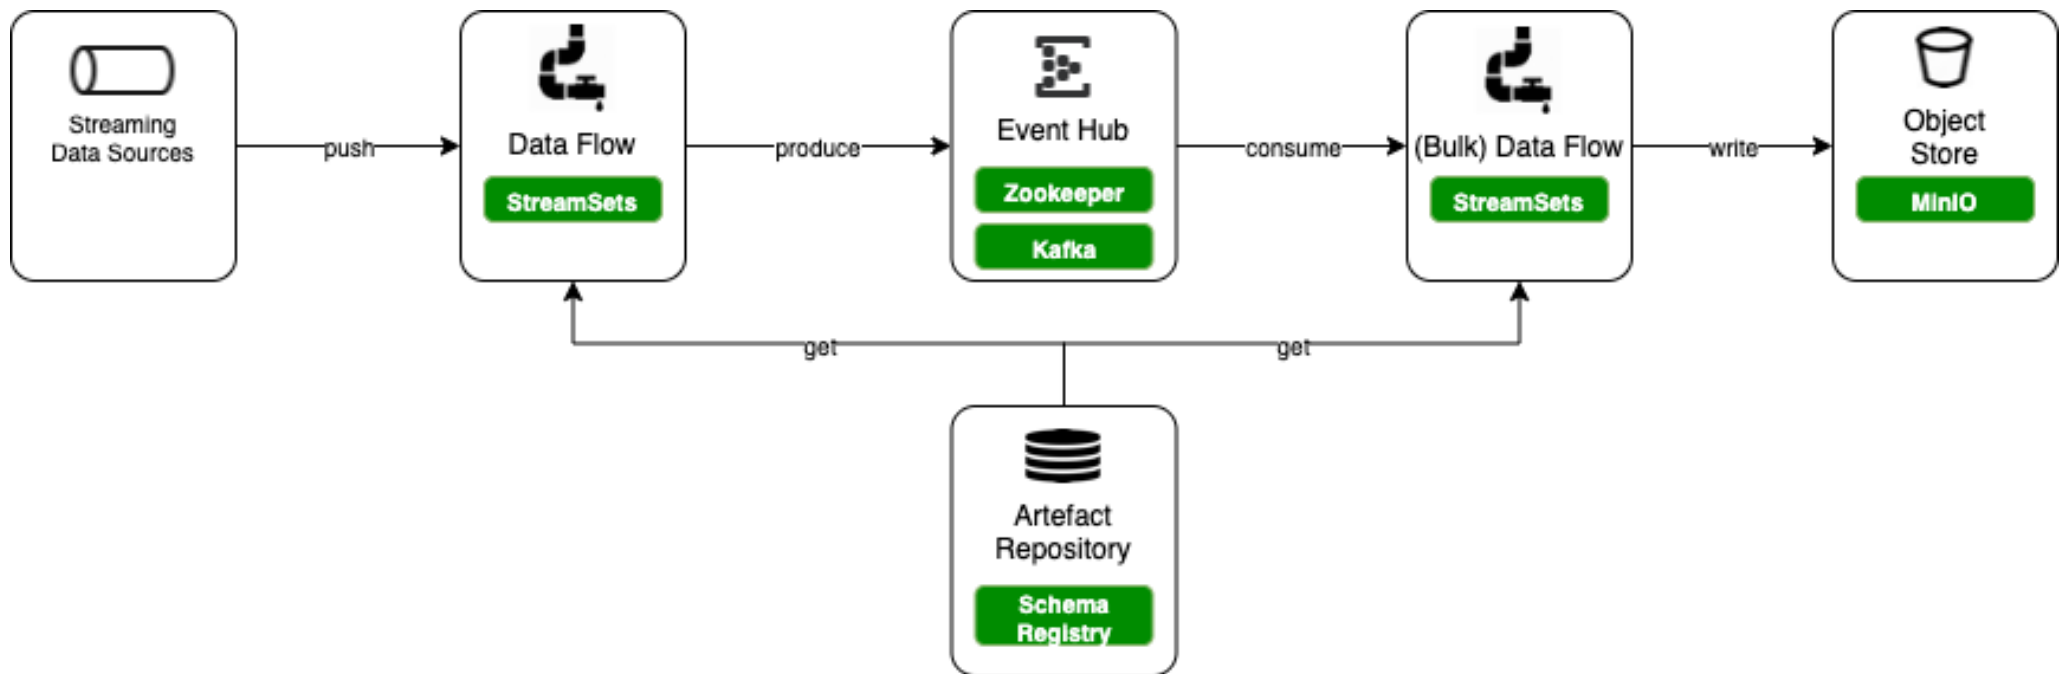 Streaming
Data Sources
push
Data Flow
StreamSets
produce
Event Hub
Zookeeper
Kafka
consume
(Bulk) Data Flow
StreamSets
write
Object
Store
MinIO
get
get
Artefact
Repository
Schema
Registry